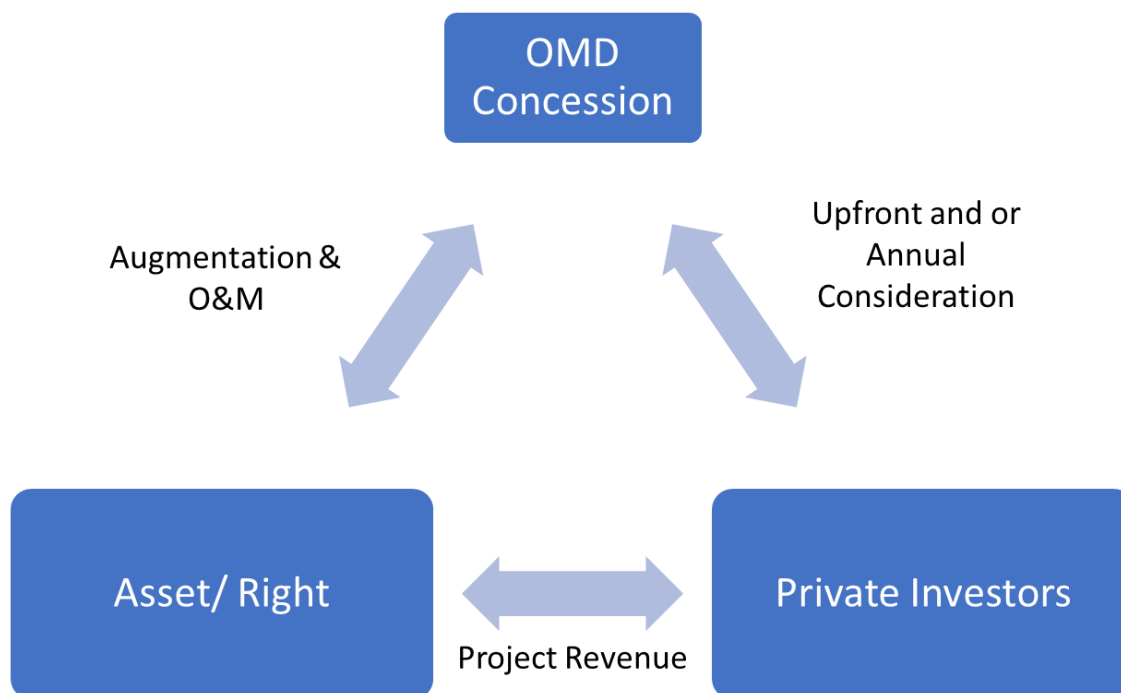 OMD
Concession
Upfront and or
Annual
Consideration
Augmentation &
O&M
Asset/ Right
Private Investors
Project Revenue